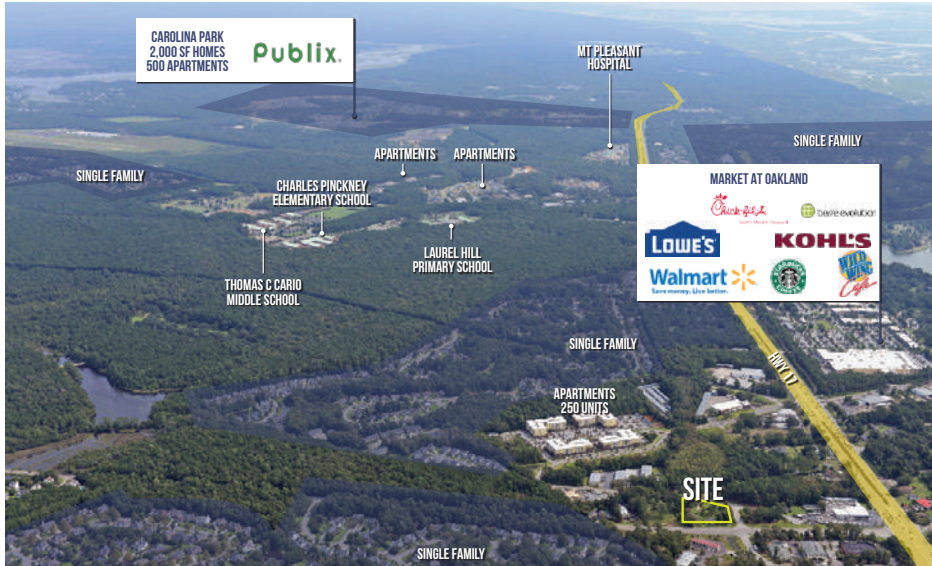 CAROLINA PARK
2,000 SF HOMES
500 APARTMENTS
Publix.
MT PLEASANT
HOSPITAL
SINGLE FAMILY
APARTMENTS
APARTMENTS
SINGLE FAMILY
CHARLES PINCKNEY
ELEMENTARY SCHOOL
MARKET AT OAKLAND
Chick-fil-A
barre evolution
LOWE'S
KOHL'S
Walmart
Save money. Live better.
STARBUCKS
COFFEE
WILD
WING
Cafe
LAUREL HILL
PRIMARY SCHOOL
THOMAS C CARIO
MIDDLE SCHOOL
SINGLE FAMILY
HWY 17
APARTMENTS
250 UNITS
SITE
SINGLE FAMILY